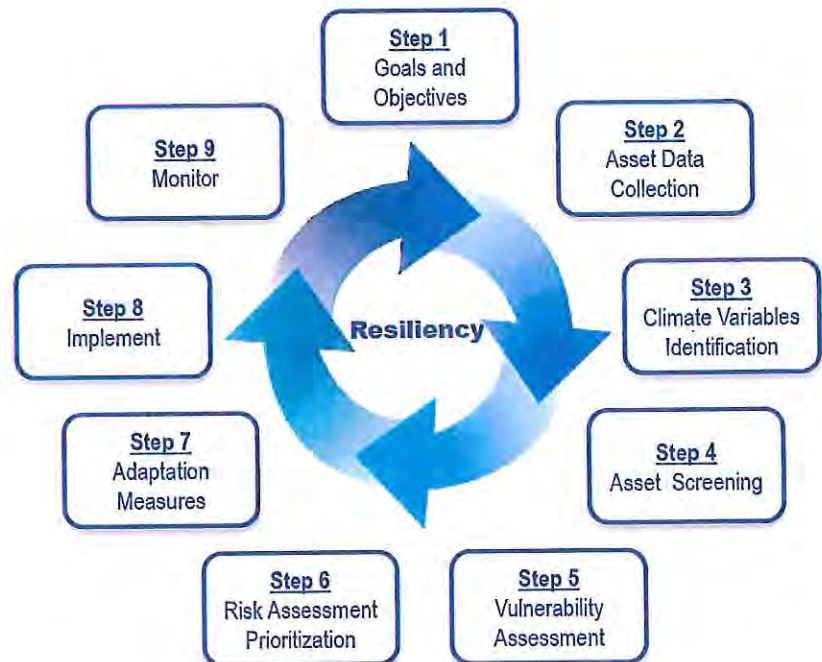 Step 1
Goals and
Objectives
Step 2
Asset Data
Collection
Step 3
Climate Variables
Identification
Step 4
Asset Screening
Step 5
Vulnerability
Assessment
Step 6
Risk Assessment
Prioritization
Step 7
Adaptation
Measures
Step 8
Implement
Step 9
Monitor
Resiliency